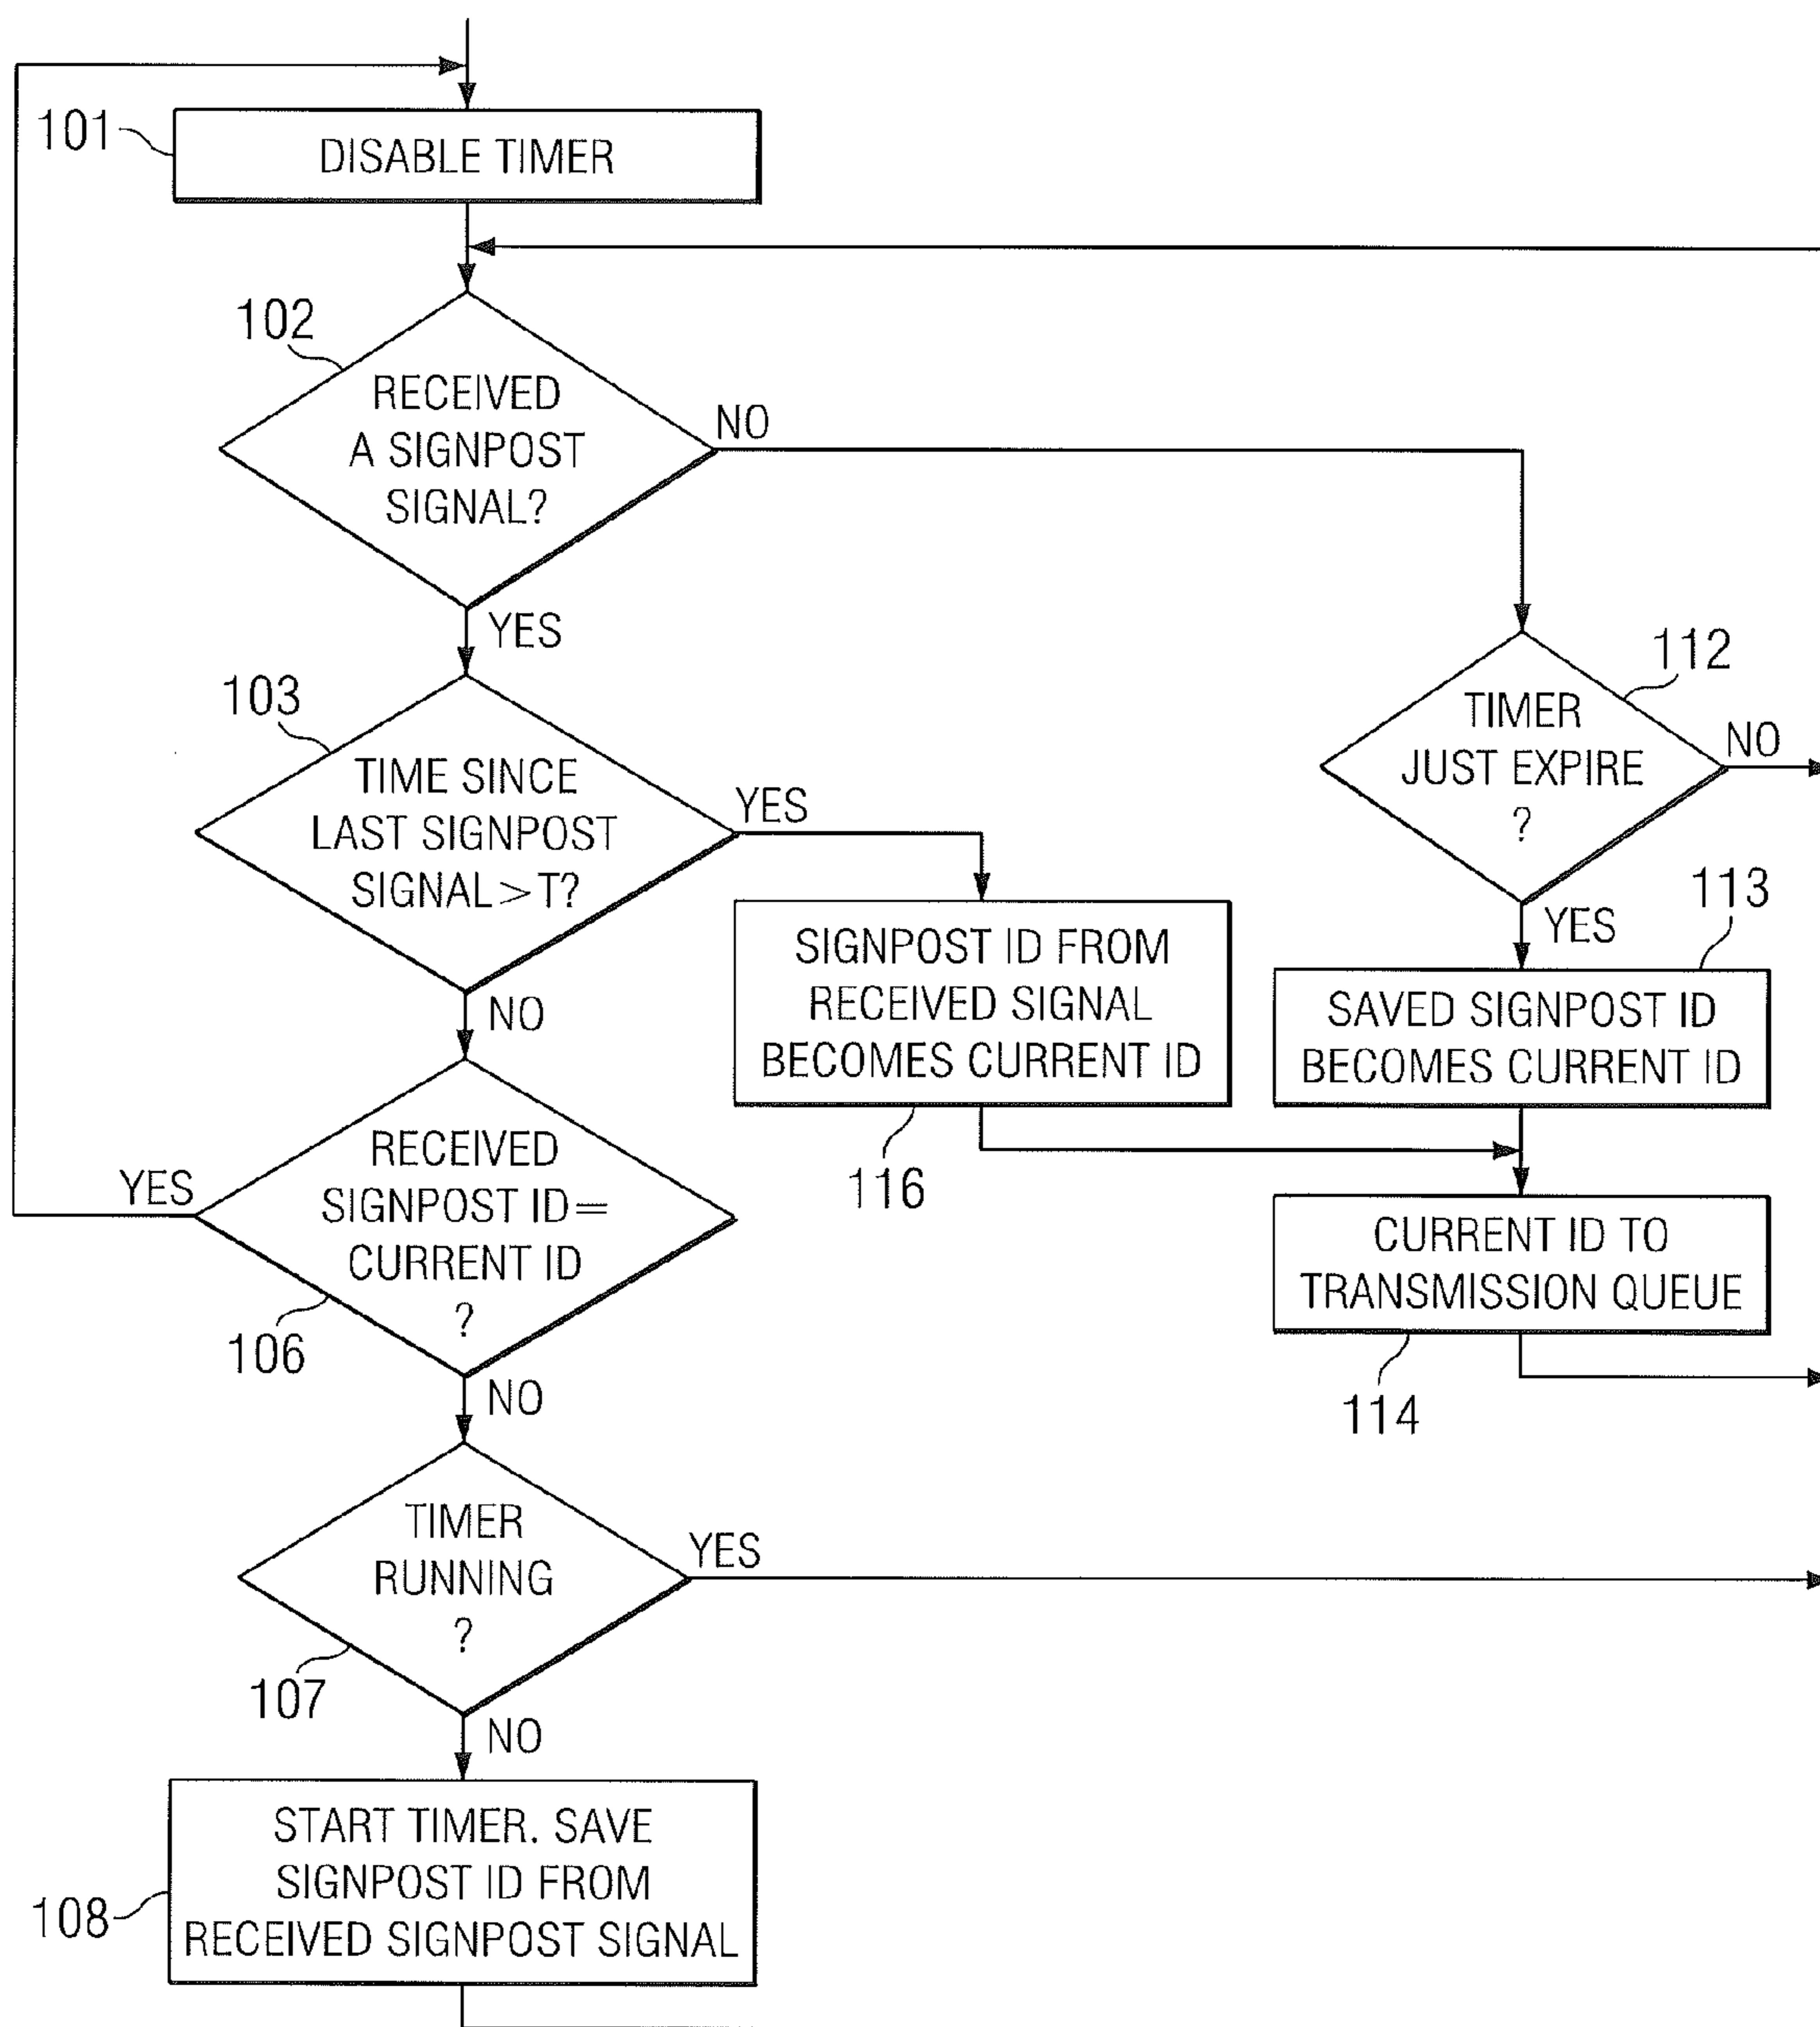 101
DISABLE TIMER
102
RECEIVED
A SIGNPOST
SIGNAL?
NO
YES
103
TIME SINCE
LAST SIGNPOST
SIGNAL>T?
YES
NO
112
TIMER
JUST EXPIRE
?
NO
YES
113
SIGNPOST ID FROM
RECEIVED SIGNAL
BECOMES CURRENT ID
116
SAVED SIGNPOST ID
BECOMES CURRENT ID
CURRENT ID TO
TRANSMISSION QUEUE
114
YES
RECEIVED
SIGNPOST ID=
CURRENT ID
?
106
NO
TIMER
RUNNING
?
YES
107
NO
START TIMER. SAVE
SIGNPOST ID FROM
RECEIVED SIGNPOST SIGNAL
108